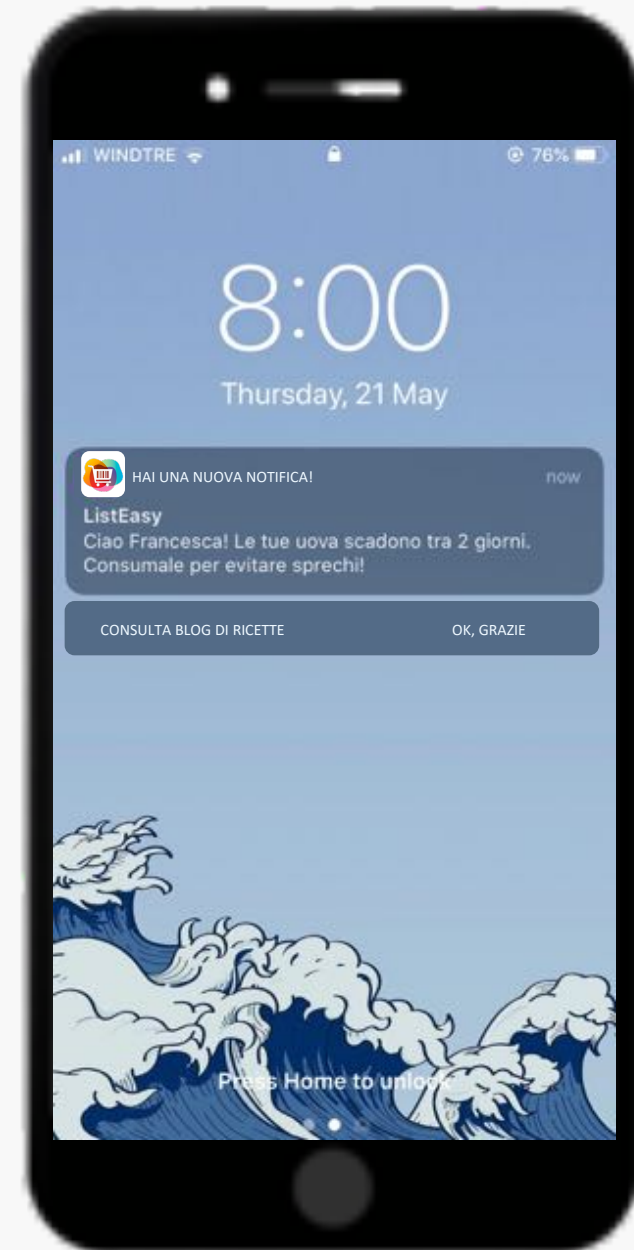 WINDTRE
76%
8:00
Thursday, 21 May
HAI UNA NUOVA NOTIFICA!
now
ListEasy
Ciao Francesca! Le tue uova scadono tra 2 giorni.
Consumale per evitare sprechi!
CONSULTA BLOG DI RICETTE
OK, GRAZIE
Press Home to unlock